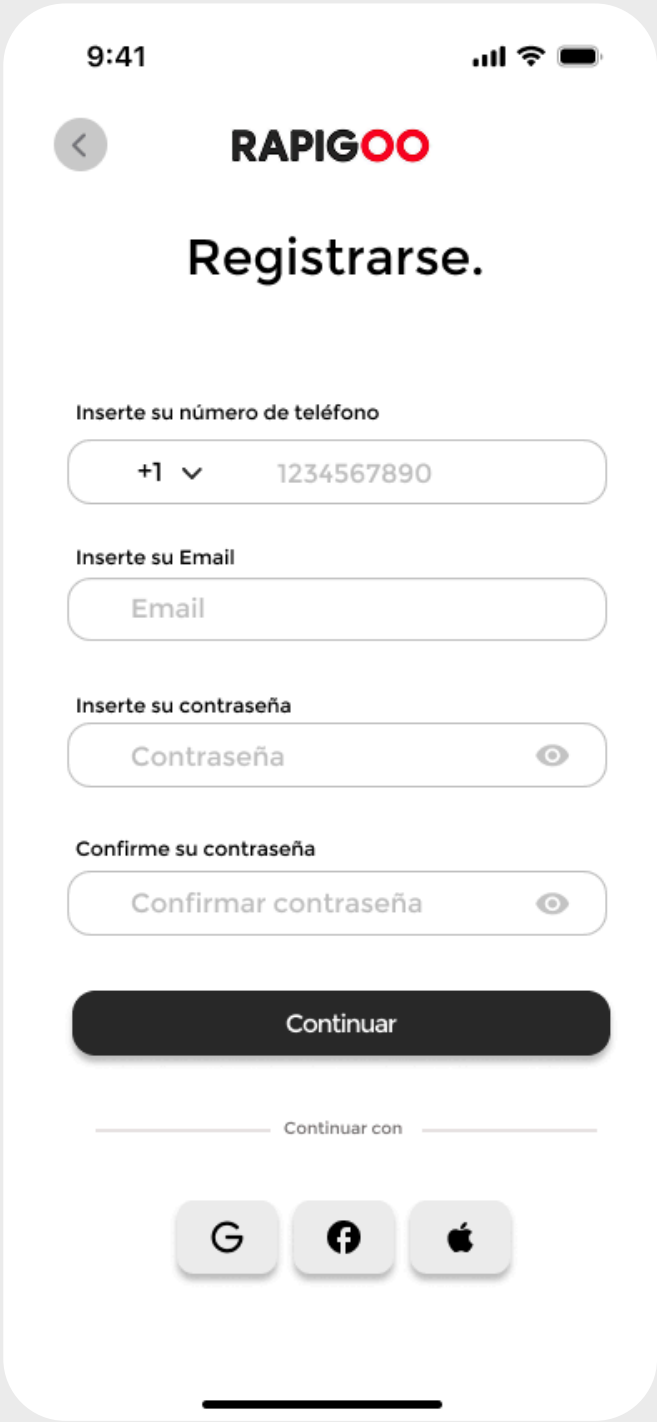 9:41
RAPIGOO
Registrarse.
Inserte su número de teléfono
+1 1234567890
Inserte su Email
Email
Inserte su contraseña
Contraseña
Confirme su contraseña
Confirmar contraseña
Continuar
Continuar con